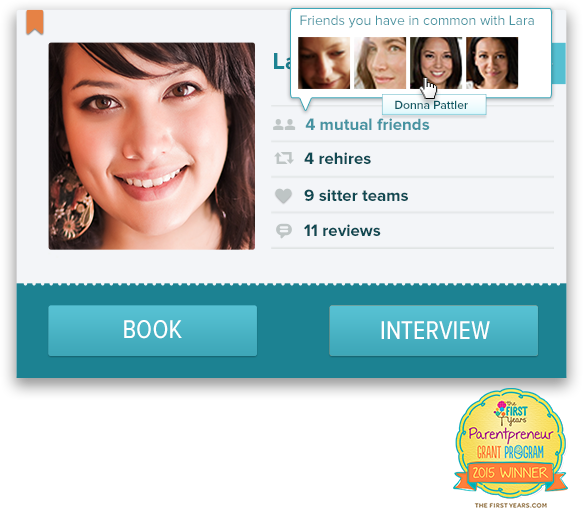 Friends you have in common with Lara
La
Donna Pattler
4 mutual friends
4 rehires
9 sitter teams
11 reviews
BOOK
INTERVIEW
The
FIRST
Years
Parentpreneur
GRANT PROGRAM
2015 WINNER
THE FIRST YEARS.COM